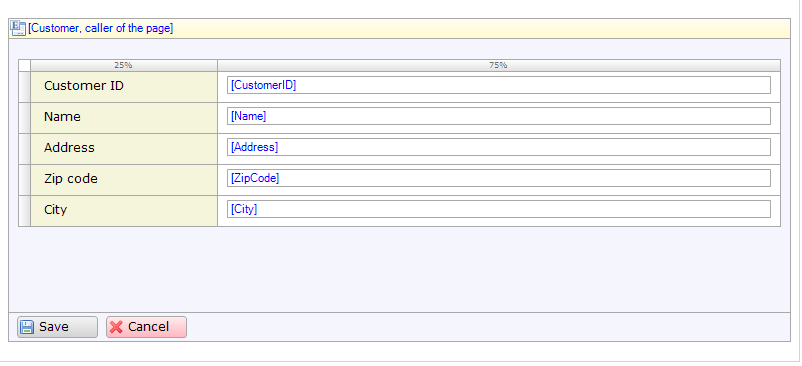 [Customer, caller of the page]
25% 75%
Customer ID [CustomerID]
Name [Name]
Address [Address]
Zip code [ZipCode]
City [City]
Save Cancel